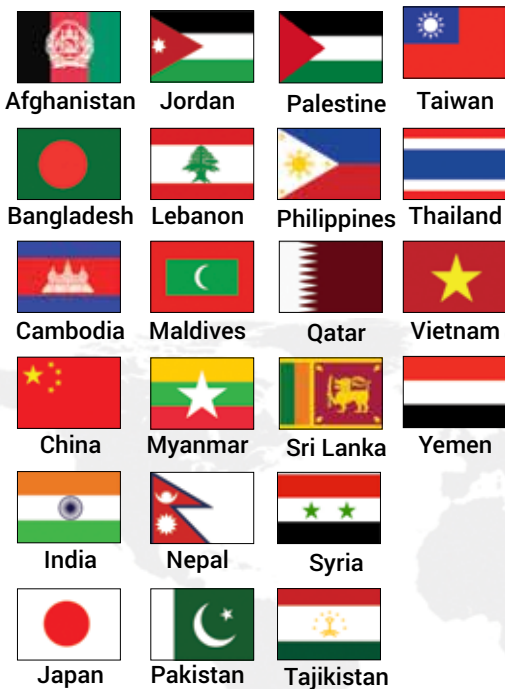 Afghanistan Jordan Palestine Taiwan
Bangladesh Lebanon Philippines Thailand
Cambodia Maldives Qatar Vietnam
China Myanmar Sri Lanka Yemen
India Nepal Syria
Japan Pakistan Tajikistan